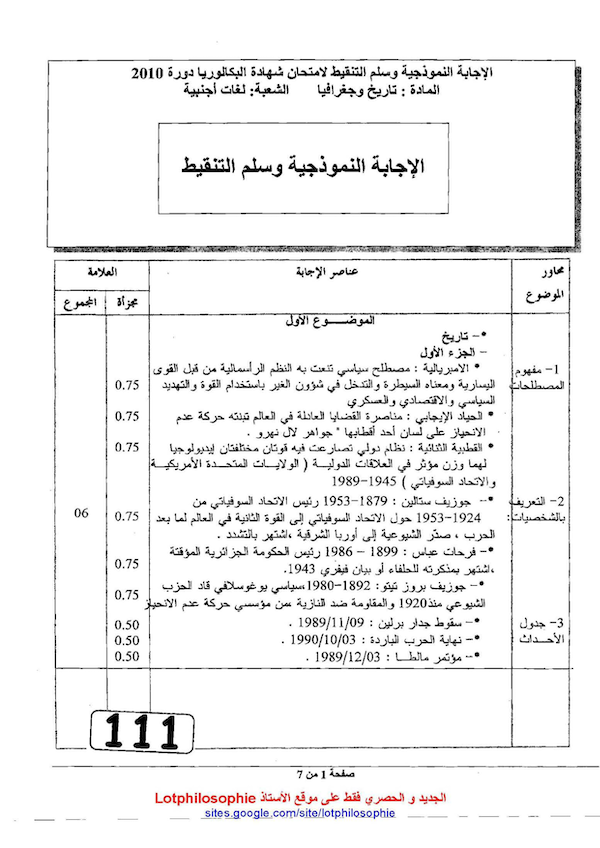 الإجابة النموذجية وسلم التنقيط لامتحان شهادة البكالوريا دورة 2010
المادة : تاريخ وجغرافيا الشعبة: لغات أجنبية
الإجابة النموذجية وسلم التنقيط
محاور الموضوع
عناصر الإجابة
العلامة
مجزأة
المجموع
الموضـــوع الأول
•- تاريخ
– الجزء الأول
1- مفهوم المصطلحات
• الامبريالية : مصطلح سياسي تنعت به النظم الرأسمالية من قبل القوى
اليسارية ومعناه السيطرة والتدخل في شؤون الغير باستخدام القوة والتهديد 0.75
السياسي والاقتصادي والعسكري
• الحياد الإيجابي : مناصرة القضايا العادلة في العالم تبنته حركة عدم 0.75
الانحياز على لسان أحد أقطابها " جواهر لال نهرو .
• القطبية الثنائية : نظام دولي تصارعت فيه قوتان مختلفتان إيديولوجيا 0.75
لهما وزن مؤثر في العلاقات الدولية ( الولايات المتحدة الأمريكية
والاتحاد السوفياتي ) 1945-1989
2- التعريف بالشخصيات:
•- جوزيف ستالين : 1879-1953 رئيس الاتحاد السوفياتي من
1924-1953 حول الاتحاد السوفياتي إلى القوة الثانية في العالم لما بعد 0.75 06
الحرب ، صدّر الشيوعية إلى أوربا الشرقية ،اشتهر بالتشدد .
•- فرحات عباس : 1899 – 1986 رئيس الحكومة الجزائرية المؤقتة
،اشتهر بمذكرته للحلفاء أو بيان فيفري 1943. 0.75
•- جوزيف بروز تيتو: 1892-1980،سياسي يوغوسلافي قاد الحزب
الشيوعي منذ1920 والمقاومة ضد النازية ،من مؤسسي حركة عدم الانحياز 0.75
3- جدول الأحداث:
•- سقوط جدار برلين : 1989/11/09 . 0.50
•- نهاية الحرب الباردة : 1990/10/03 . 0.50
•- مؤتمر مالطـا : 1989/12/03 . 0.50
111
صفحة 1 من 7
الجديد و الحصري فقط على موقع الأستاذ Lotphilosophie
sites.google.com/site/lotphilosophie